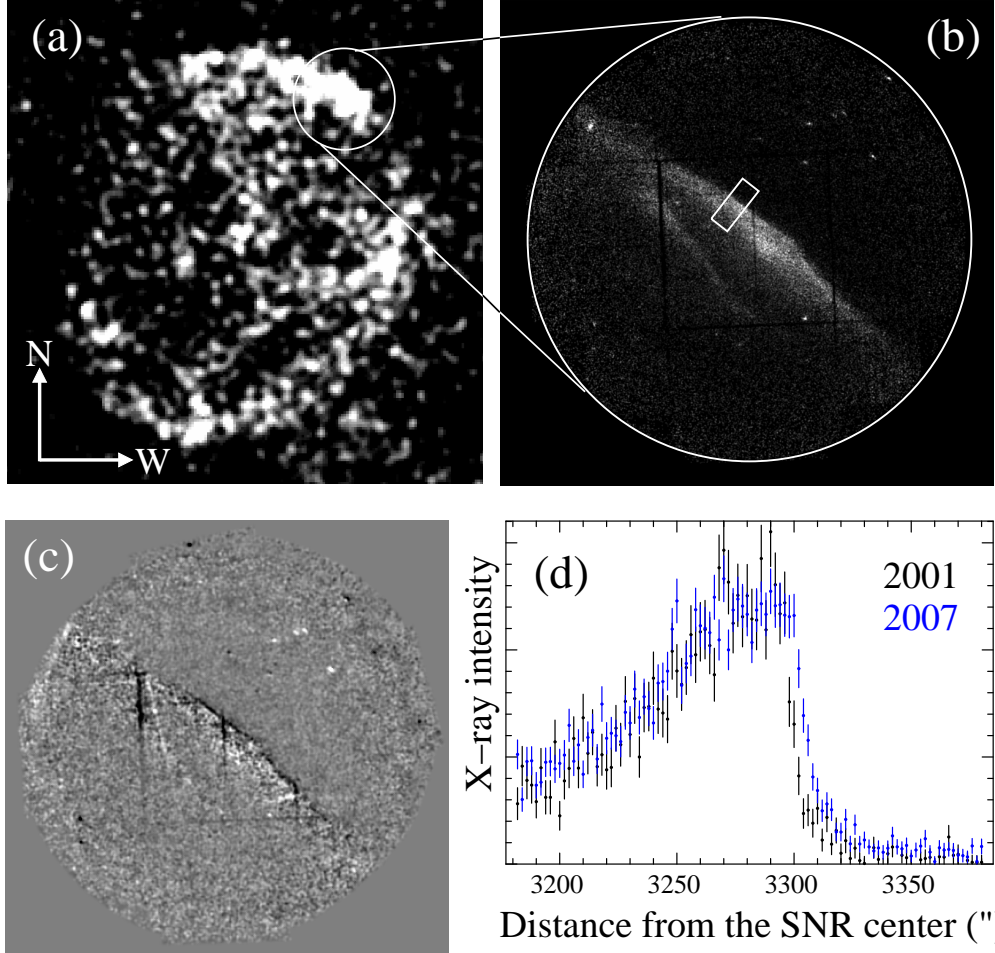 (a)
(b)
N
W
(c)
(d)
2001
2007
X-ray intensity
3200 3250 3300 3350
Distance from the SNR center ("